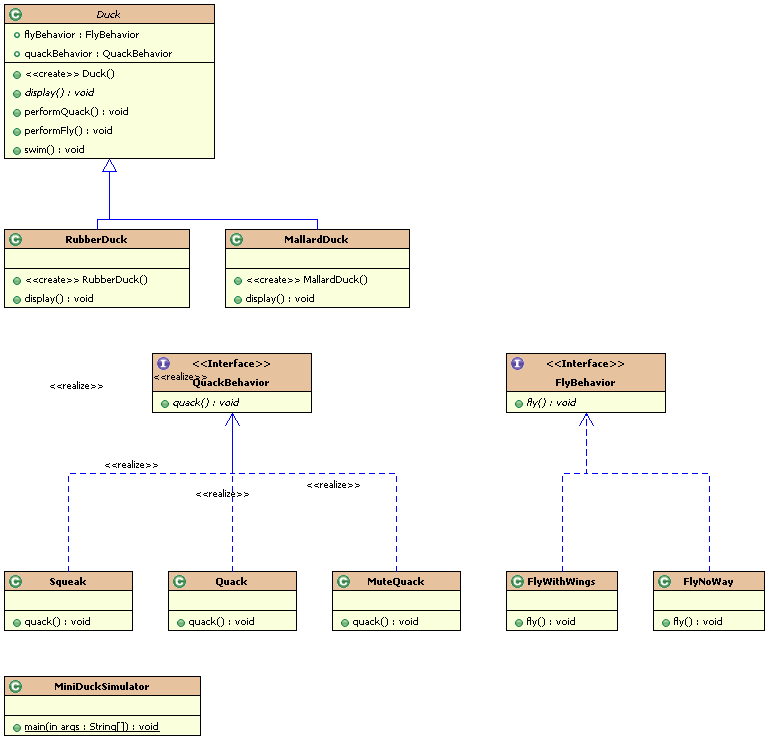 Duck
flyBehavior : FlyBehavior
quackBehavior : QuackBehavior
<<create>> Duck()
display() : void
performQuack() : void
performFly() : void
swim() : void
RubberDuck
<<create>> RubberDuck()
display() : void
MallardDuck
<<create>> MallardDuck()
display() : void
<<Interface>>
QuackBehavior
quack() : void
<<Interface>>
FlyBehavior
fly() : void
<<realize>>
<<realize>>
<<realize>>
<<realize>>
<<realize>>
Squeak
quack() : void
Quack
quack() : void
MuteQuack
quack() : void
FlyWithWings
fly() : void
FlyNoWay
fly() : void
MiniDuckSimulator
main(in args : String[]) : void